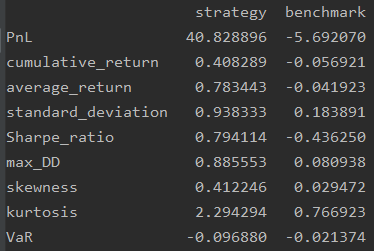 strategy benchmark
PnL 40.828896 -5.692070
cumulative_return 0.408289 -0.056921
average_return 0.783443 -0.041923
standard_deviation 0.938333 0.183891
Sharpe_ratio 0.794114 -0.436250
max_DD 0.885553 0.080938
skewness 0.412246 0.029472
kurtosis 2.294294 0.766923
VaR -0.096880 -0.021374